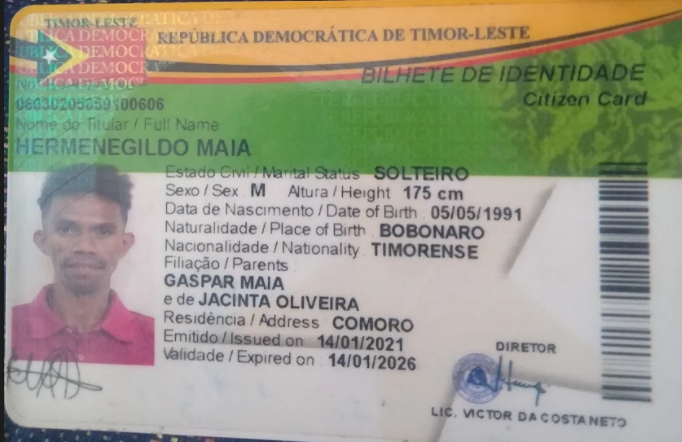 TIMOR-LESTE
REPÚBLICA DEMOCRÁTICA DE TIMOR-LESTE
BILHETE DE IDENTIDADE
Citizen Card
Nome do Titular / Full Name
HERMENEGILDO MAIA
Estado Civil / Marital Status SOLTEIRO
Sexo / Sex M Altura / Height 175 cm
Data de Nascimento / Date of Birth 05/05/1991
Naturalidade / Place of Birth BOBONARO
Nacionalidade / Nationality TIMORENSE
Filiação / Parents
GASPAR MAIA
e de JACINTA OLIVEIRA
Residência / Address COMORO
Emitido / Issued on 14/01/2021
Validade / Expired on 14/01/2026
DIRETOR
LIC. VICTOR DA COSTA NETO